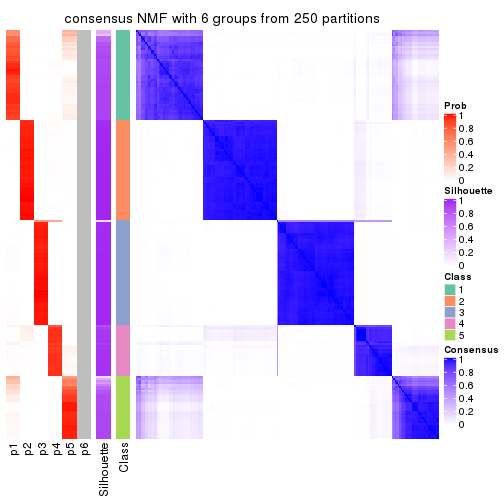 consensus NMF with 6 groups from 250 partitions
Prob
1
0.8
0.6
0.4
0.2
0
Silhouette
1
0.8
0.6
0.4
0.2
0
Class
1
2
3
4
5
Consensus
1
0.8
0.6
0.4
0.2
0
p1
p2
p3
p4
p5
p6
Silhouette
Class